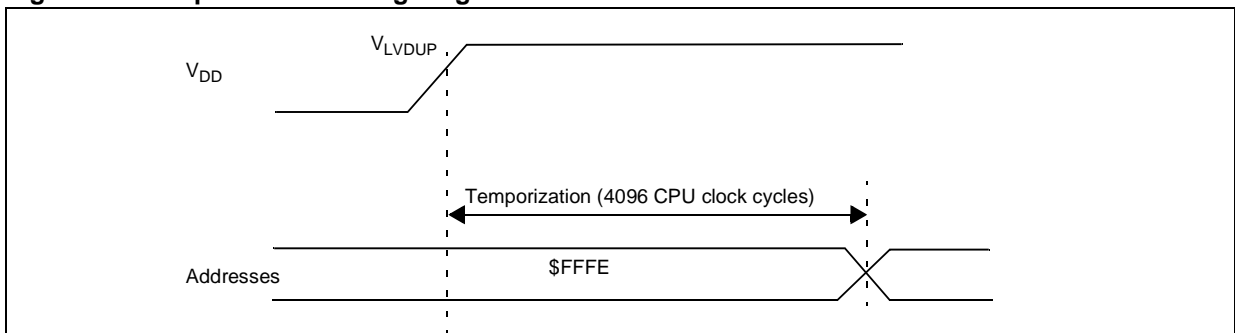 V_LVDUP
V_DD
Temporization (4096 CPU clock cycles)
Addresses
$FFFE